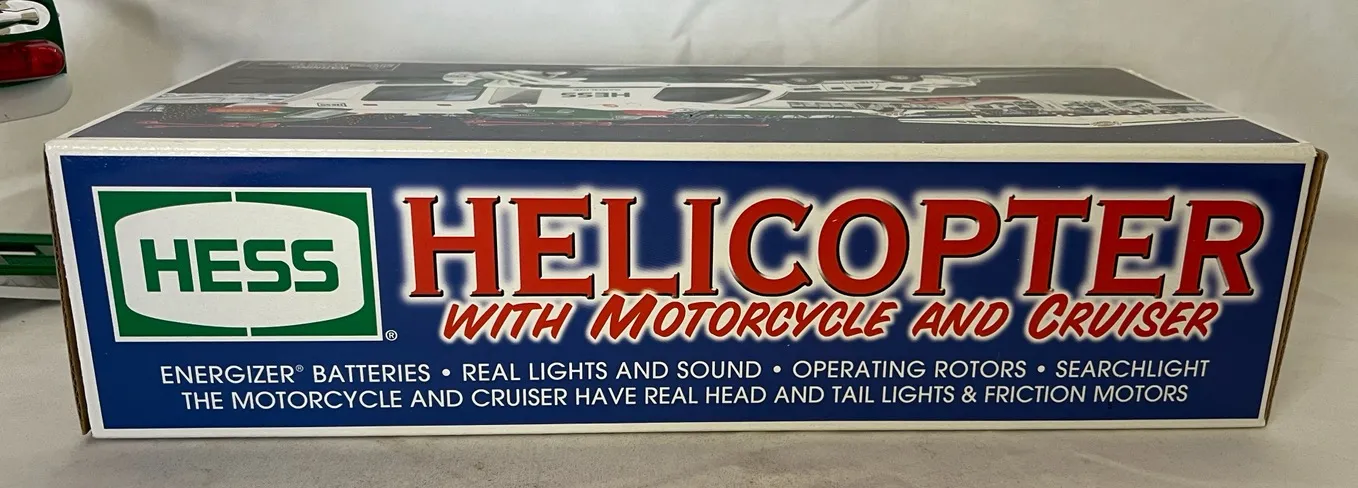 HESS
HESS
HELICOPTER
WITH MOTORCYCLE AND CRUISER
®
ENERGIZER® BATTERIES • REAL LIGHTS AND SOUND • OPERATING ROTORS • SEARCHLIGHT
THE MOTORCYCLE AND CRUISER HAVE REAL HEAD AND TAIL LIGHTS & FRICTION MOTORS